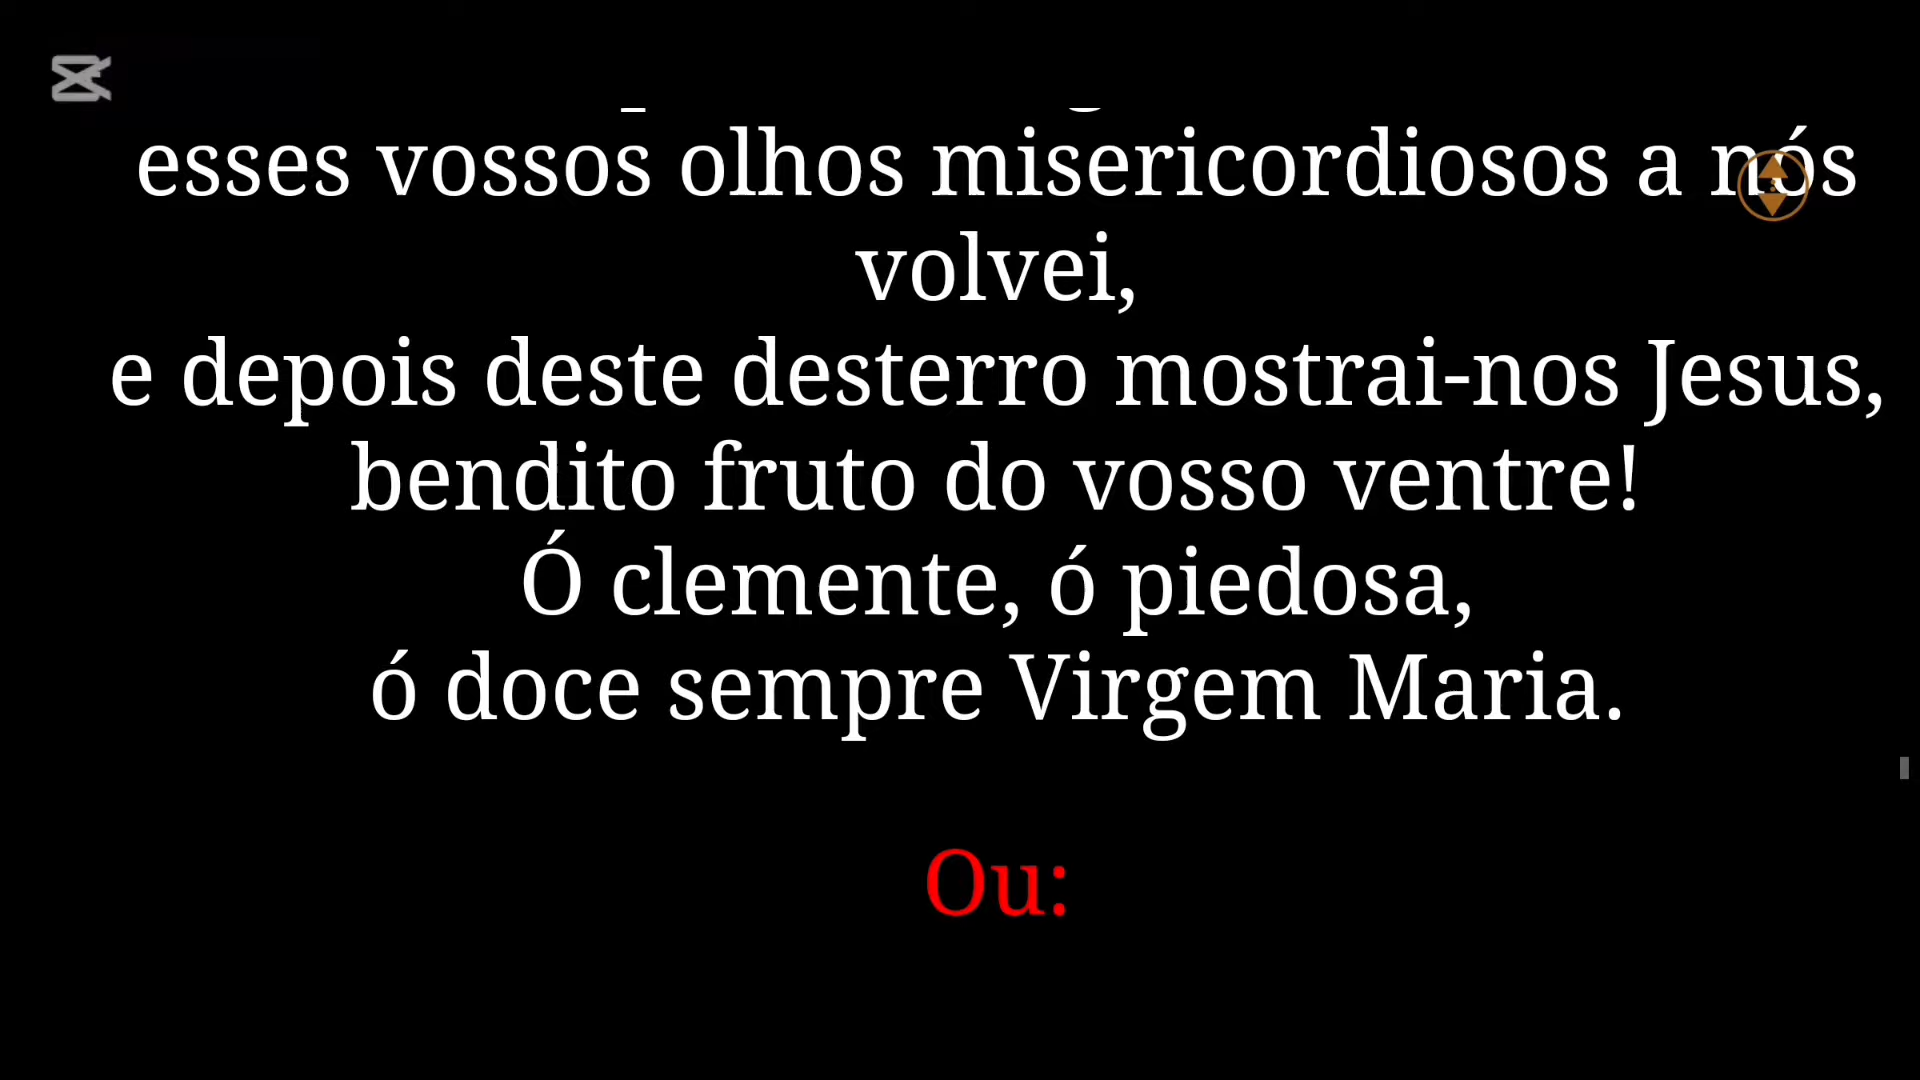 esses vossos olhos misericordiosos a nós
volvei,
e depois deste desterro mostrai-nos Jesus,
bendito fruto do vosso ventre!
Ó clemente, ó piedosa,
ó doce sempre Virgem Maria.
Ou: